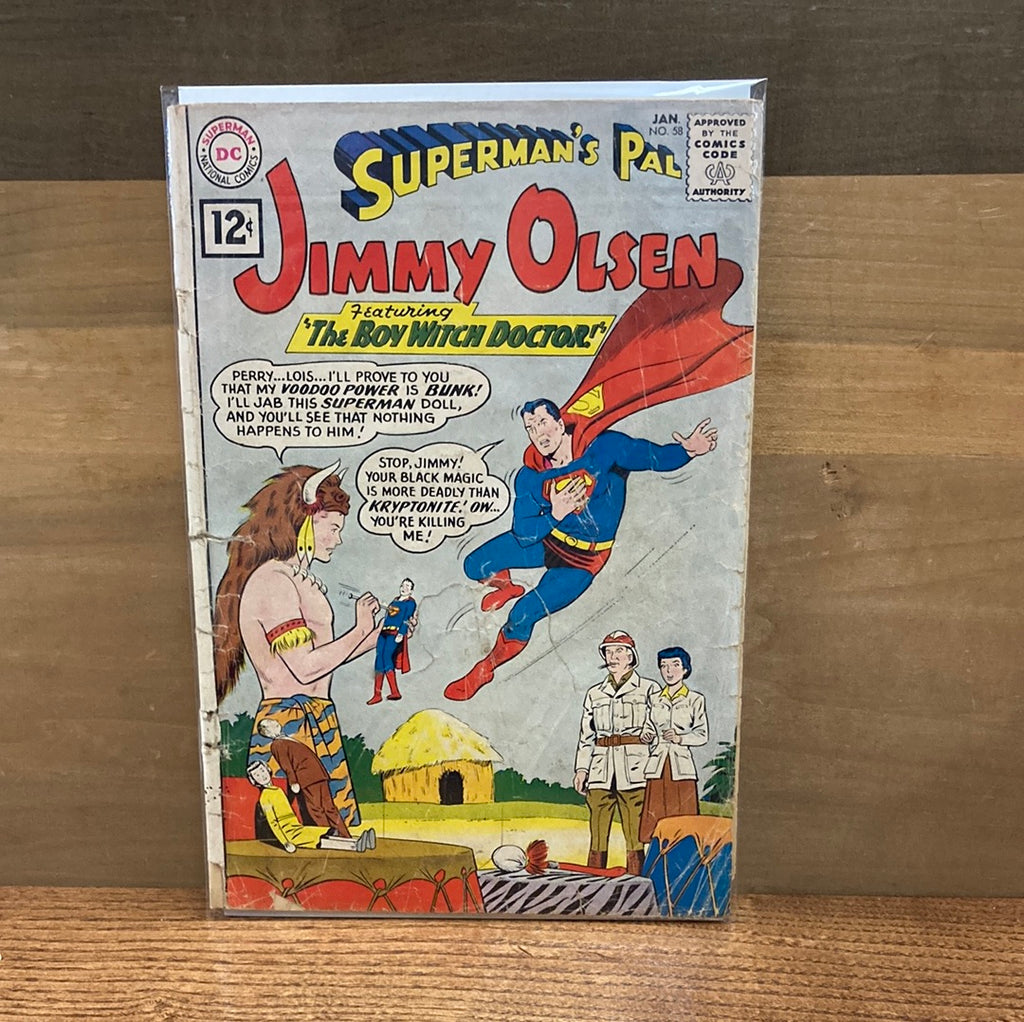 SUPERMAN
DC
NATIONAL COMICS
12¢
SUPERMAN'S PAL
JAN.
NO. 58
APPROVED
BY THE
COMICS
CODE
CA
AUTHORITY
JIMMY OLSEN
Featuring
"THE BOY WITCH DOCTOR!"
PERRY...LOIS...I'LL PROVE TO YOU
THAT MY VOODOO POWER IS BUNK!
I'LL JAB THIS SUPERMAN DOLL,
AND YOU'LL SEE THAT NOTHING
HAPPENS TO HIM!
STOP, JIMMY!
YOUR BLACK MAGIC
IS MORE DEADLY THAN
KRYPTONITE! OW...
YOU'RE KILLING
ME!